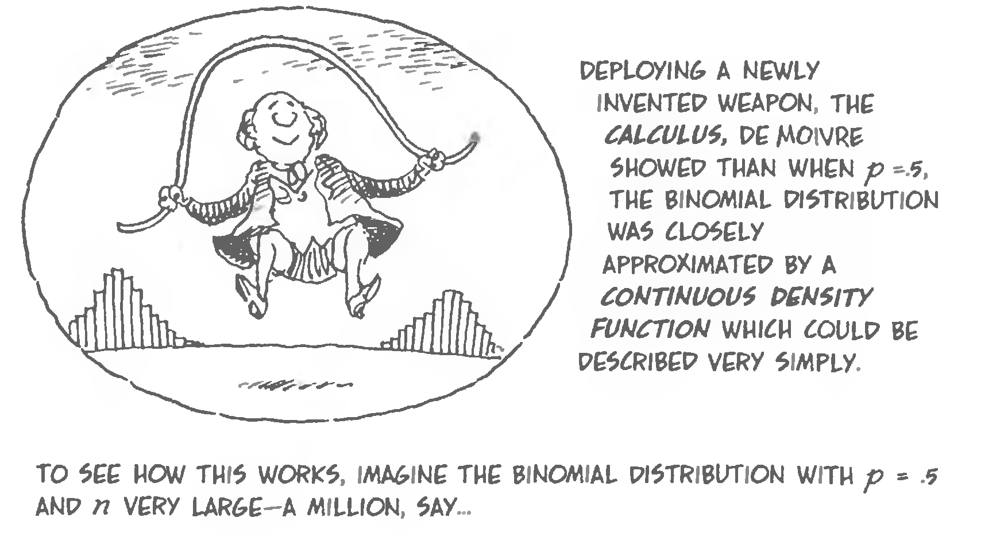 DEPLOYING A NEWLY
INVENTED WEAPON, THE
CALCULUS, DE MOIVRE
SHOWED THAN WHEN p =.5,
THE BINOMIAL DISTRIBUTION
WAS CLOSELY
APPROXIMATED BY A
CONTINUOUS DENSITY
FUNCTION WHICH COULD BE
DESCRIBED VERY SIMPLY.
TO SEE HOW THIS WORKS, IMAGINE THE BINOMIAL DISTRIBUTION WITH p = .5
AND n VERY LARGE—A MILLION, SAY...